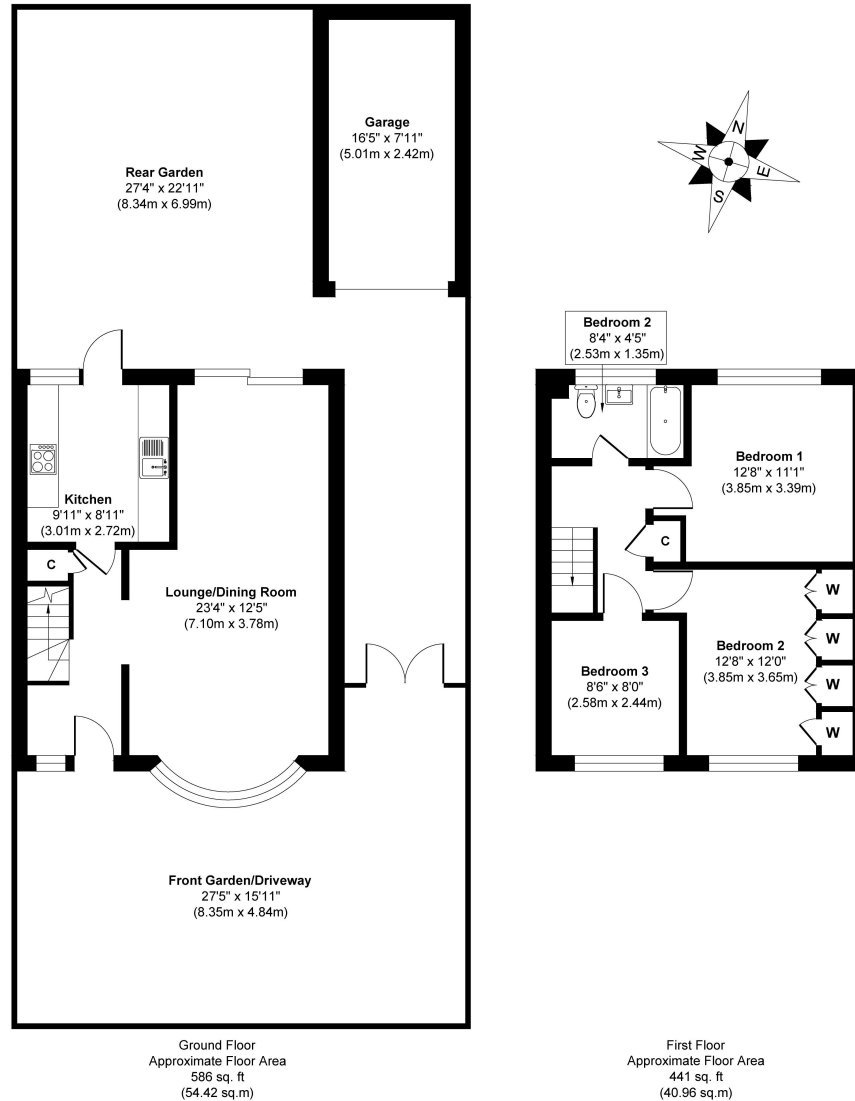 Garage
16'5" x 7'11"
(5.01m x 2.42m)
Rear Garden
27'4" x 22'11"
(8.34m x 6.99m)
N
W
E
S
Kitchen
9'11" x 8'11"
(3.01m x 2.72m)
C
Lounge/Dining Room
23'4" x 12'5"
(7.10m x 3.78m)
Front Garden/Driveway
27'5" x 15'11"
(8.35m x 4.84m)
Ground Floor
Approximate Floor Area
586 sq. ft
(54.42 sq.m)
Bedroom 2
8'4" x 4'5"
(2.53m x 1.35m)
Bedroom 1
12'8" x 11'1"
(3.85m x 3.39m)
C
Bedroom 2
12'8" x 12'0"
(3.85m x 3.65m)
W
W
W
W
Bedroom 3
8'6" x 8'0"
(2.58m x 2.44m)
First Floor
Approximate Floor Area
441 sq. ft
(40.96 sq.m)